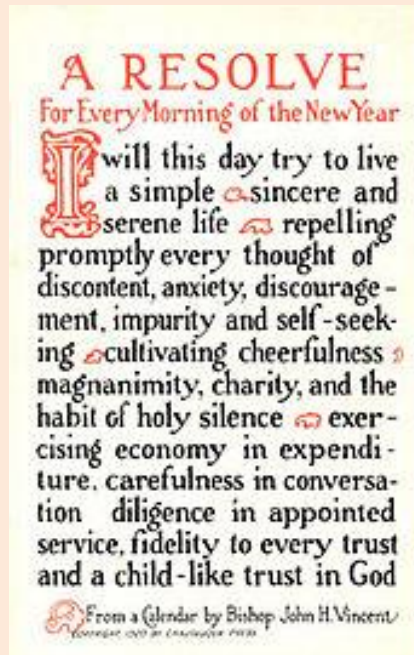 A RESOLVE
For Every Morning of the New Year
I will this day try to live
a simple sincere and
serene life repelling
promptly every thought of
discontent, anxiety, discourage-
ment, impurity and self-seek-
ing cultivating cheerfulness
magnanimity, charity, and the
habit of holy silence exer-
cising economy in expendi-
ture, carefulness in conversa-
tion diligence in appointed
service, fidelity to every trust
and a child-like trust in God
From a Calendar by Bishop John H. Vincent
COPYRIGHT